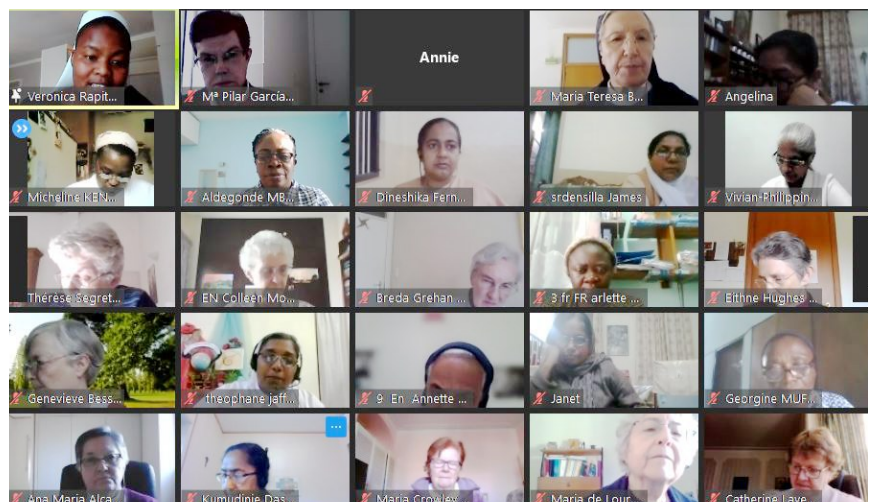 Annie
Veronica Rapit...
Mª Pilar García...
Maria Teresa B...
Angelina
Micheline KEN...
Aldegonde MB...
Dineshika Fern...
srdensilla James
Vivian-Philippin...
Thérèse Segret...
EN Colleen Mo...
Breda Grehan ...
3 fr FR arlette ...
Eithne Hughes ...
Genevieve Bess...
theophane jaff...
9 En Annette ...
Janet
Georgine MUF...
Ana Maria Alca...
Kumudinie Das...
Maria Crowley...
Maria de Lour...
Catherine Lave...